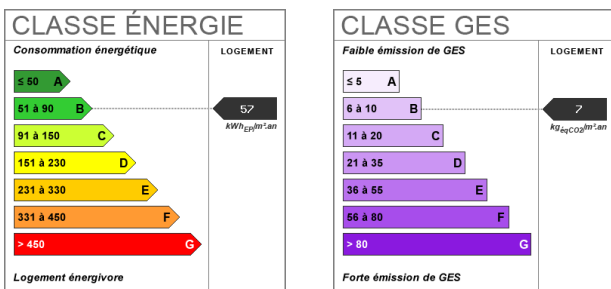 CLASSE ÉNERGIE
Consommation énergétique
LOGEMENT
≤ 50 A
51 à 90 B
57
kWhEP/m².an
91 à 150 C
151 à 230 D
231 à 330 E
331 à 450 F
> 450 G
Logement énergivore
CLASSE GES
Faible émission de GES
LOGEMENT
≤ 5 A
6 à 10 B
7
kgéqCO2/m².an
11 à 20 C
21 à 35 D
36 à 55 E
56 à 80 F
> 80 G
Forte émission de GES